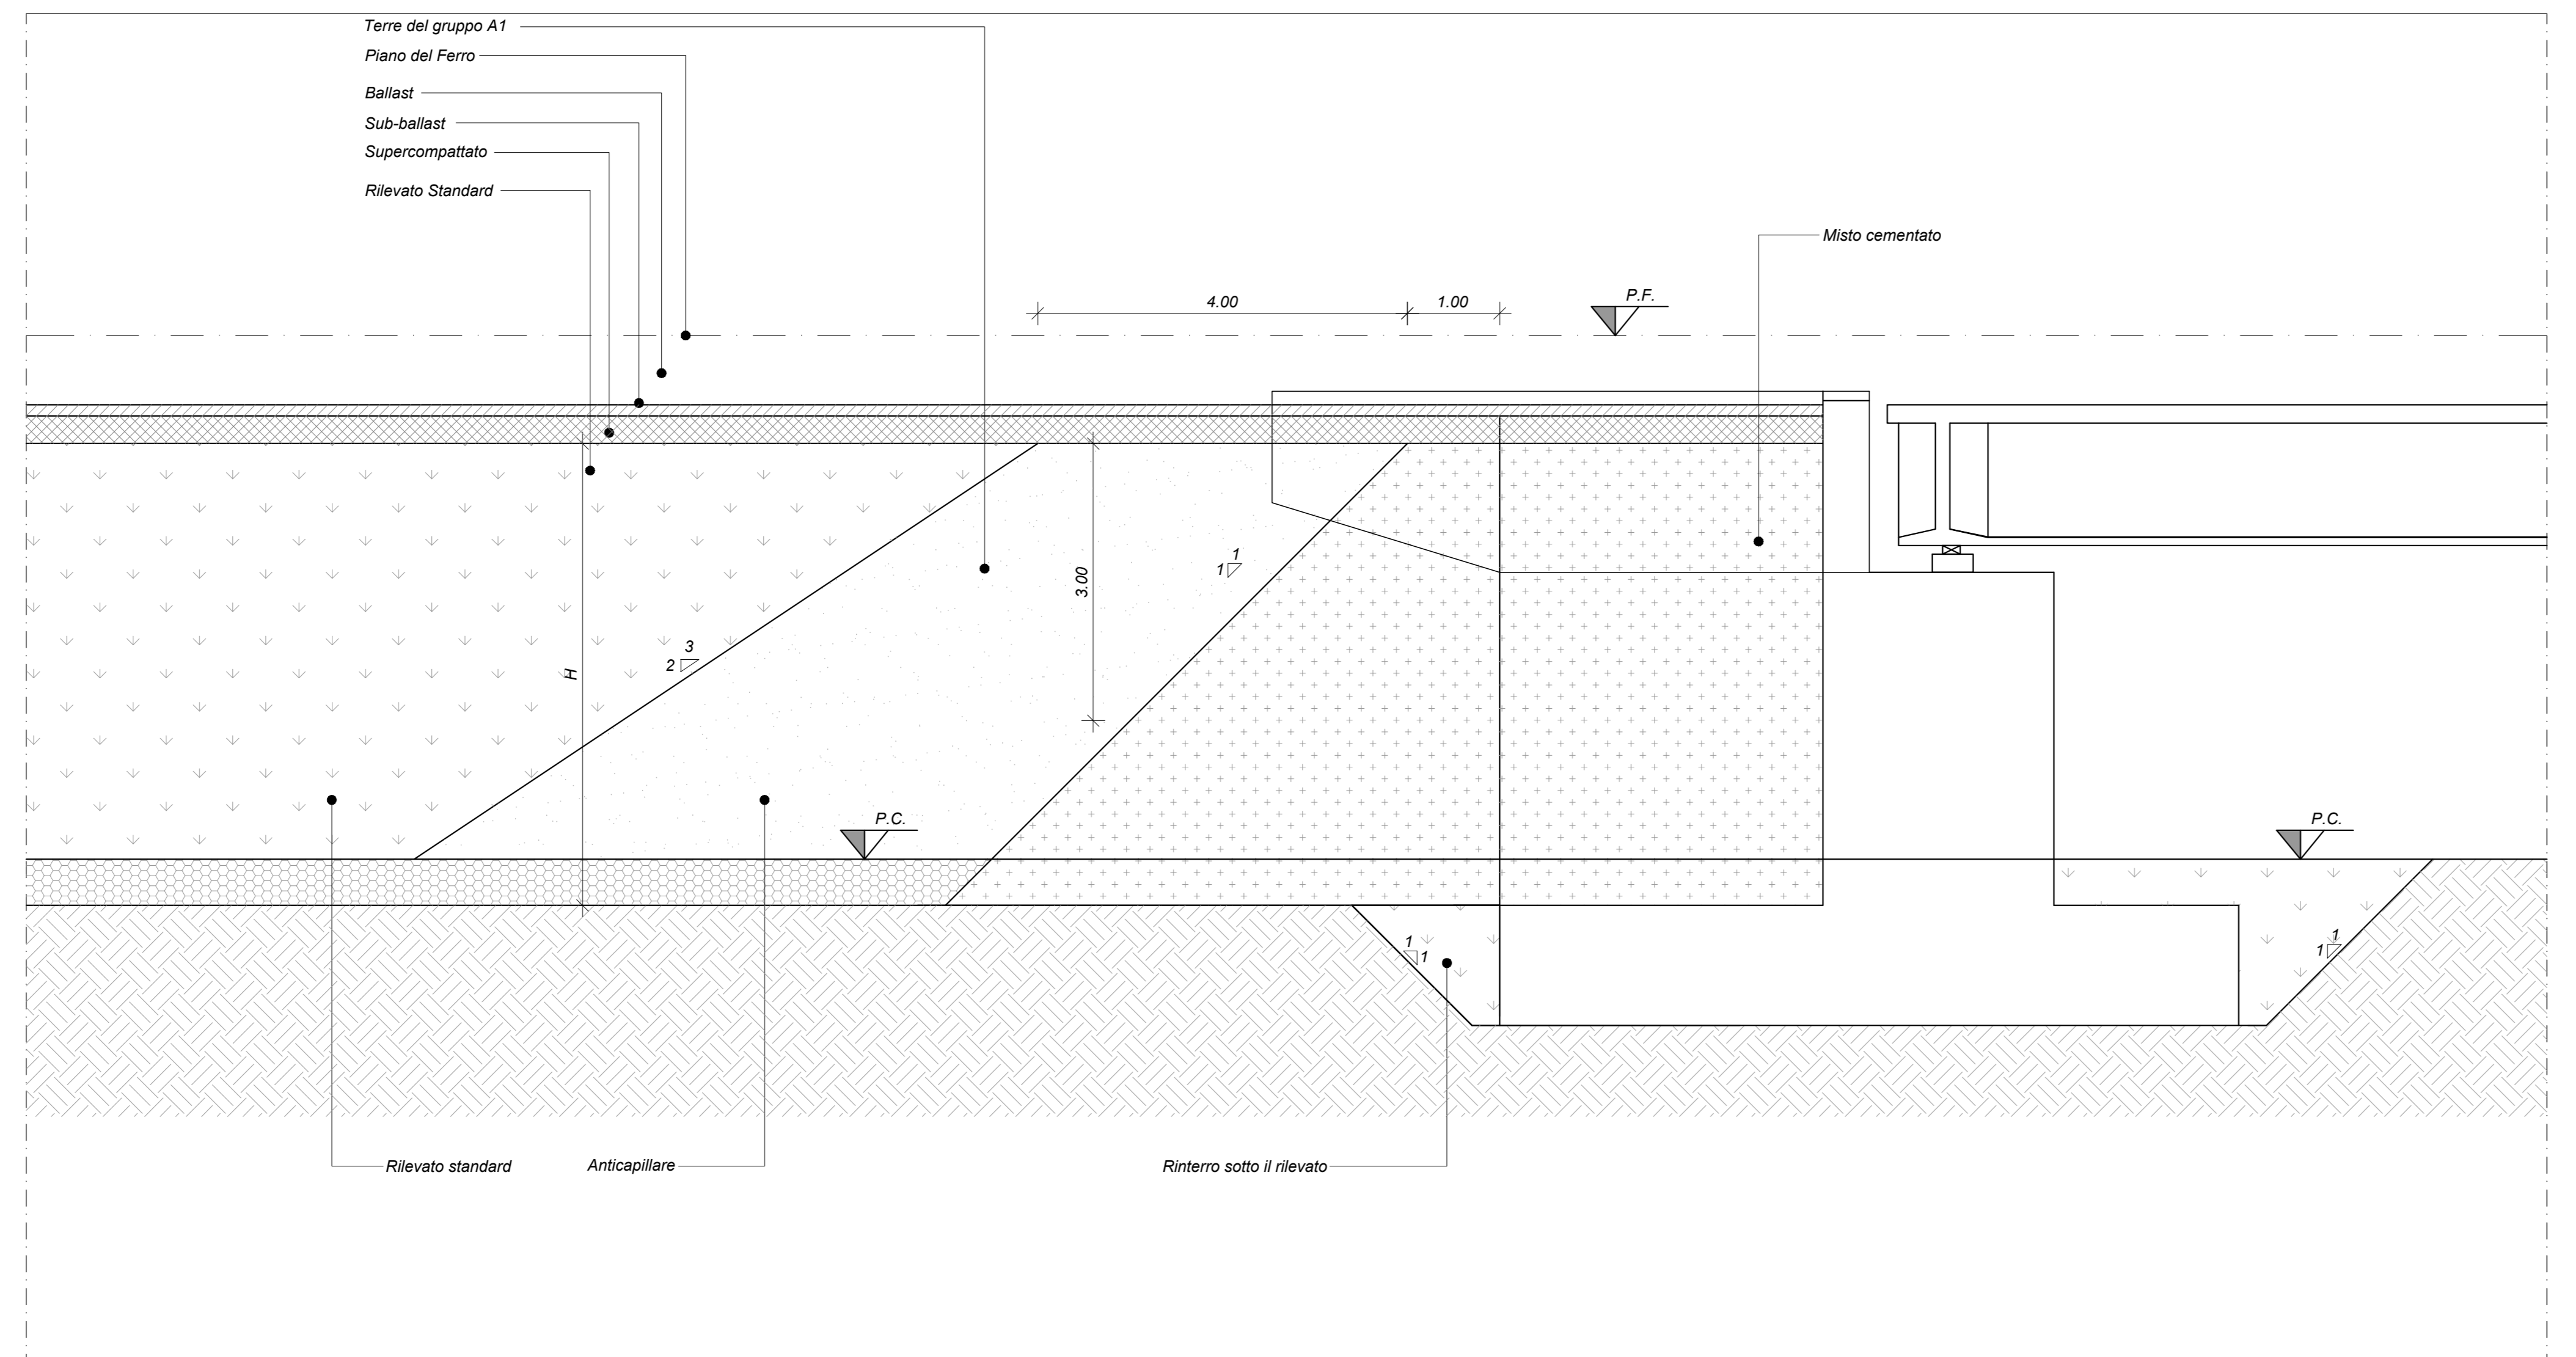 Terre del gruppo A1
Piano del Ferro
Ballast
Sub-ballast
Supercompattato
Rilevato Standard
Misto cementato
4.00
1.00
P.F.
3.00
1
1
3
2
H
P.C.
P.C.
1
1
1
1
Rilevato standard
Anticapillare
Rinterro sotto il rilevato